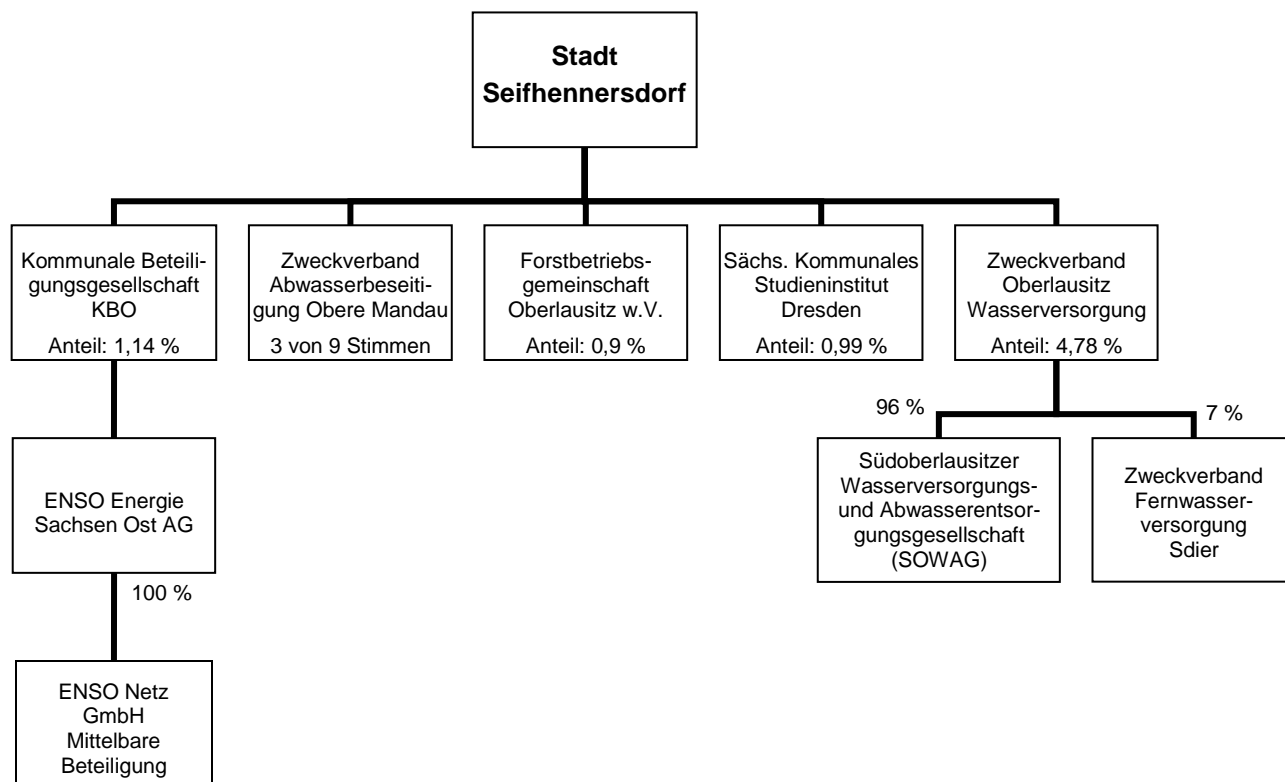 Stadt
Seifhennersdorf
Kommunale Beteili-
gungsgesellschaft
KBO
Anteil: 1,14 %
Zweckverband
Abwasserbeseiti-
gung Obere Mandau
3 von 9 Stimmen
Forstbetriebs-
gemeinschaft
Oberlausitz w.V.
Anteil: 0,9 %
Sächs. Kommunales
Studieninstitut
Dresden
Anteil: 0,99 %
Zweckverband
Oberlausitz
Wasserversorgung
Anteil: 4,78 %
96 %
7 %
ENSO Energie
Sachsen Ost AG
Südoberlausitzer
Wasserversorgungs-
und Abwasserentsor-
gungsgesellschaft
(SOWAG)
Zweckverband
Fernwasser-
versorgung
Sdier
100 %
ENSO Netz
GmbH
Mittelbare
Beteiligung